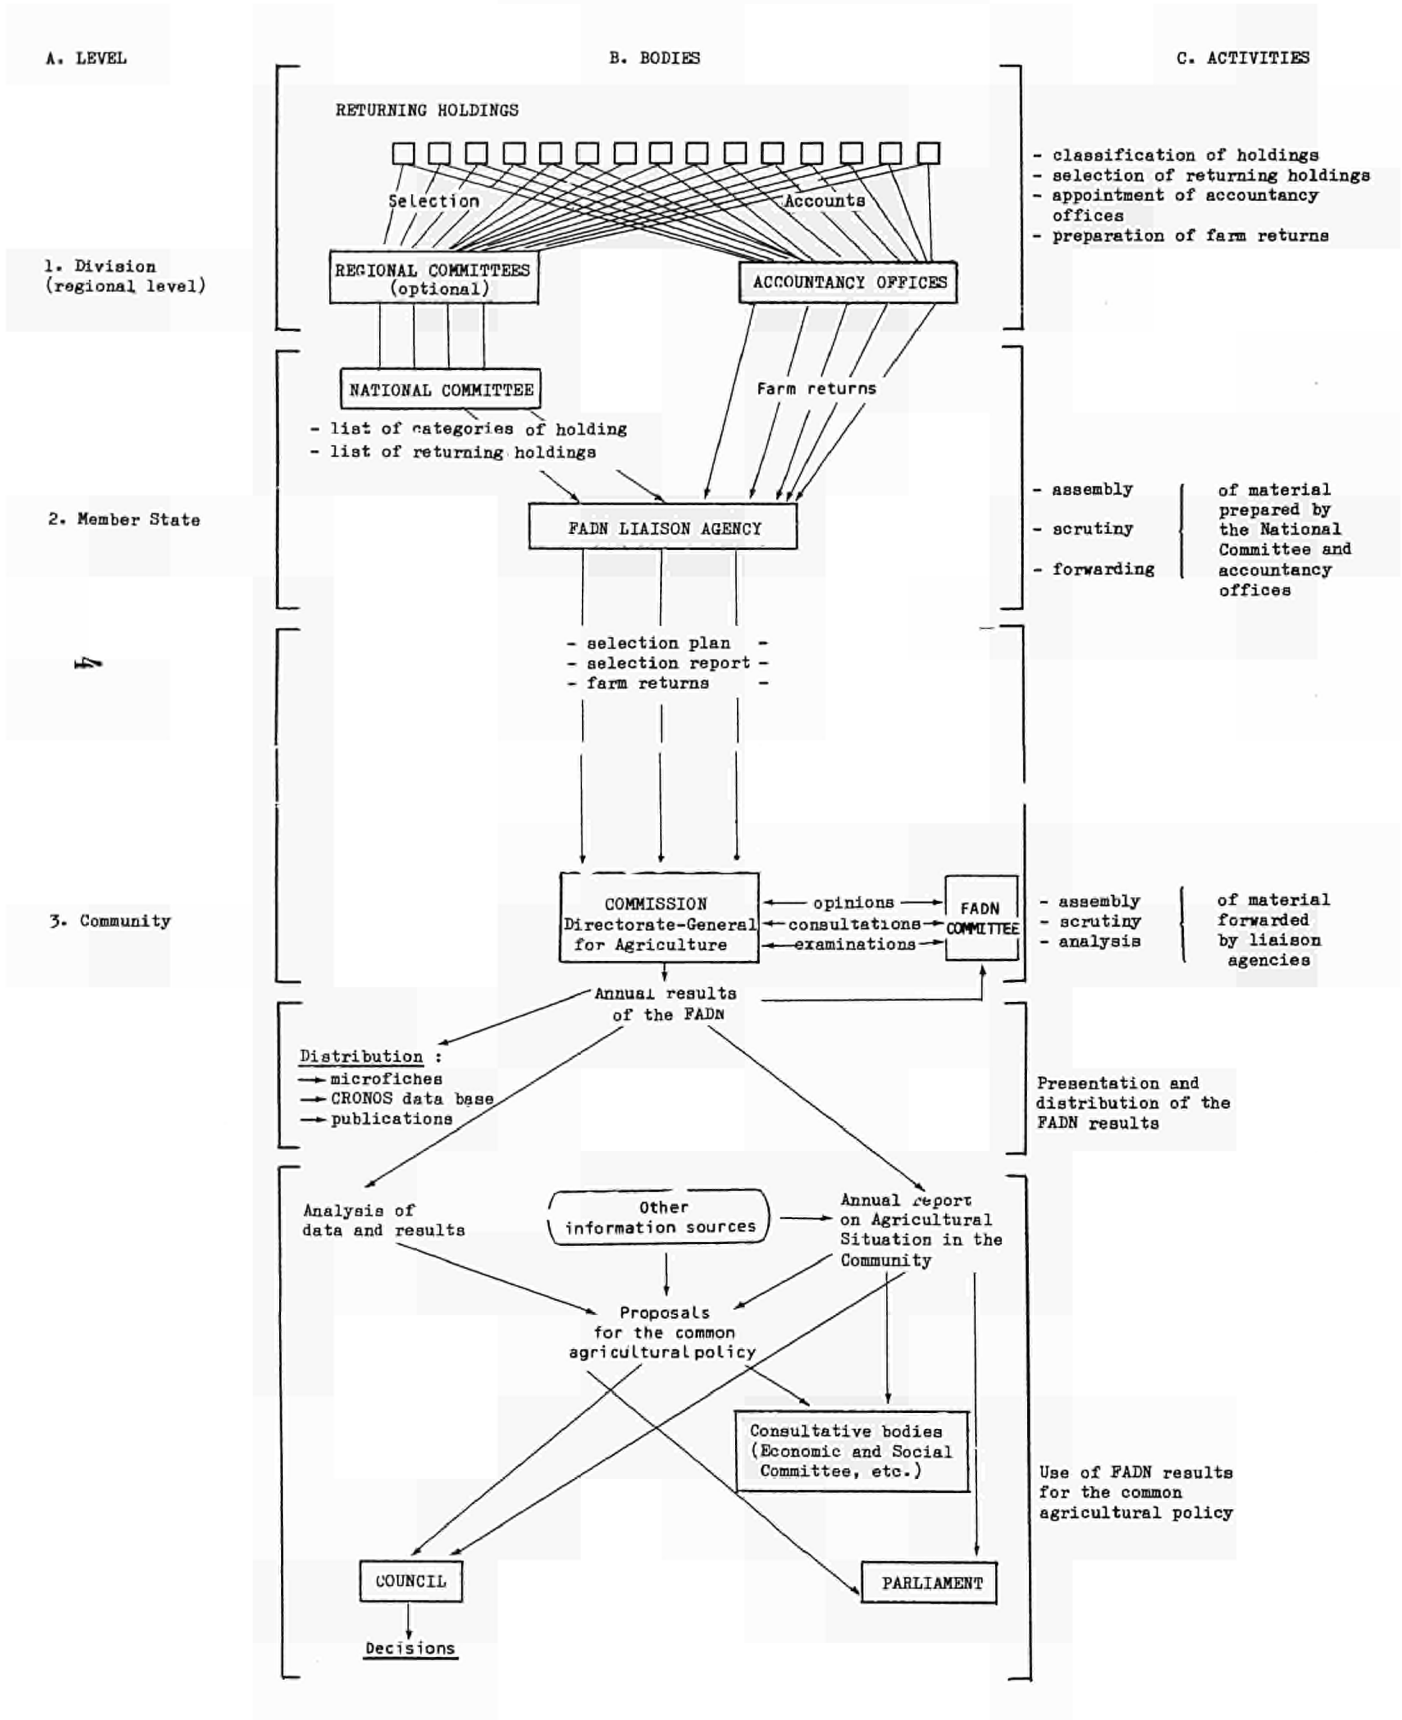 A. LEVEL
B. BODIES
C. ACTIVITIES
RETURNING HOLDINGS
Selection
Accounts
- classification of holdings
- selection of returning holdings
- appointment of accountancy
offices
- preparation of farm returns
1. Division
(regional level)
REGIONAL COMMITTEES
(optional)
ACCOUNTANCY OFFICES
NATIONAL COMMITTEE
Farm returns
- list of categories of holding
- list of returning holdings
2. Member State
FADN LIAISON AGENCY
- assembly
- scrutiny
- forwarding
of material
prepared by
the National
Committee and
accountancy
offices
- selection plan -
- selection report -
- farm returns -
4
3. Community
COMMISSION
Directorate-General
for Agriculture
opinions
consultations
examinations
FADN
COMMITTEE
- assembly
- scrutiny
- analysis
of material
forwarded
by liaison
agencies
Annual results
of the FADN
Distribution :
microfiches
CRONOS data base
publications
Presentation and
distribution of the
FADN results
Analysis of
data and results
Other
information sources
Annual report
on Agricultural
Situation in the
Community
Proposals
for the common
agricultural policy
Consultative bodies
(Economic and Social
Committee, etc.)
Use of FADN results
for the common
agricultural policy
COUNCIL
PARLIAMENT
Decisions